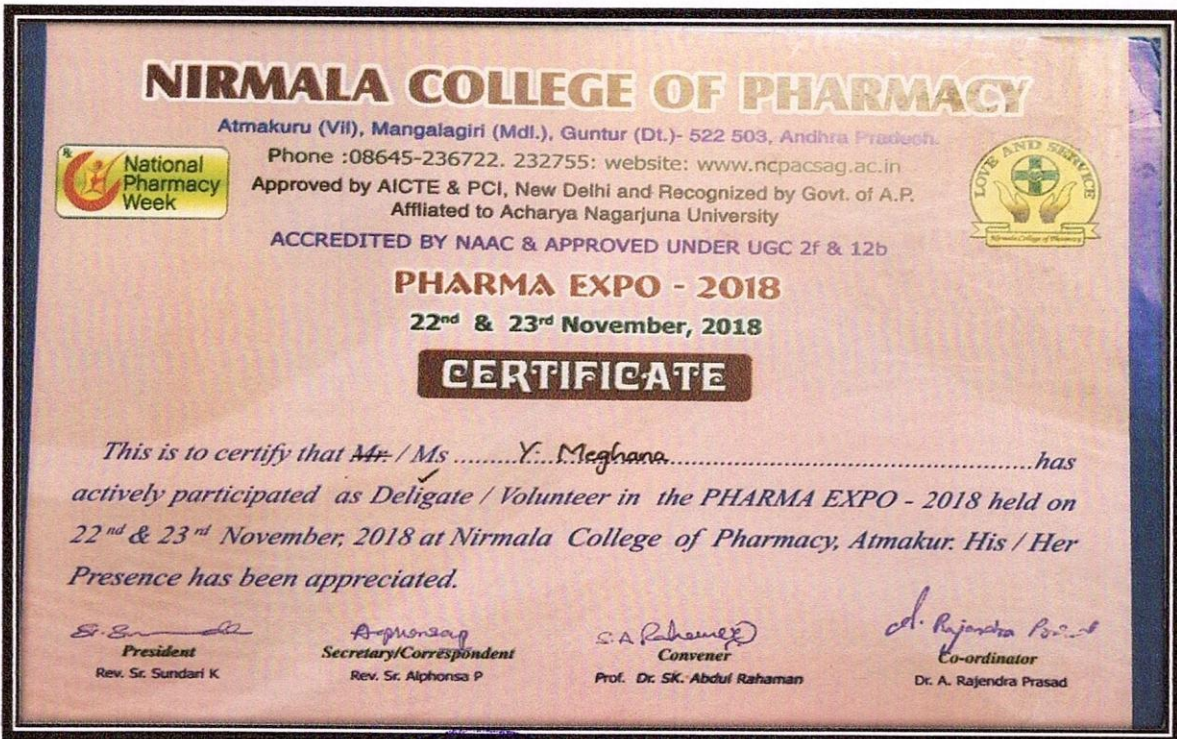 NIRMALA COLLEGE OF PHARMACY
Atmakuru (Vil), Mangalagiri (Mdl.), Guntur (Dt.)- 522 503, Andhra Pradesh.
Phone :08645-236722. 232755: website: www.ncpacsag.ac.in
Approved by AICTE & PCI, New Delhi and Recognized by Govt. of A.P.
Affliated to Acharya Nagarjuna University
ACCREDITED BY NAAC & APPROVED UNDER UGC 2f & 12b
Rx
National
Pharmacy
Week
LOVE AND SERVICE
Nirmala College of Pharmacy
PHARMA EXPO - 2018
22nd & 23rd November, 2018
CERTIFICATE
This is to certify that Mr. / Ms ......... Y. Meghana ......... has
actively participated as Deligate / Volunteer in the PHARMA EXPO - 2018 held on
22nd & 23rd November, 2018 at Nirmala College of Pharmacy, Atmakur. His / Her
Presence has been appreciated.
President
Rev. Sr. Sundari K
Alphonsap
Secretary/Correspondent
Rev. Sr. Alphonsa P
S.A Rahaman
Convener
Prof. Dr. SK. Abdul Rahaman
A. Rajendra Prasad
Co-ordinator
Dr. A. Rajendra Prasad